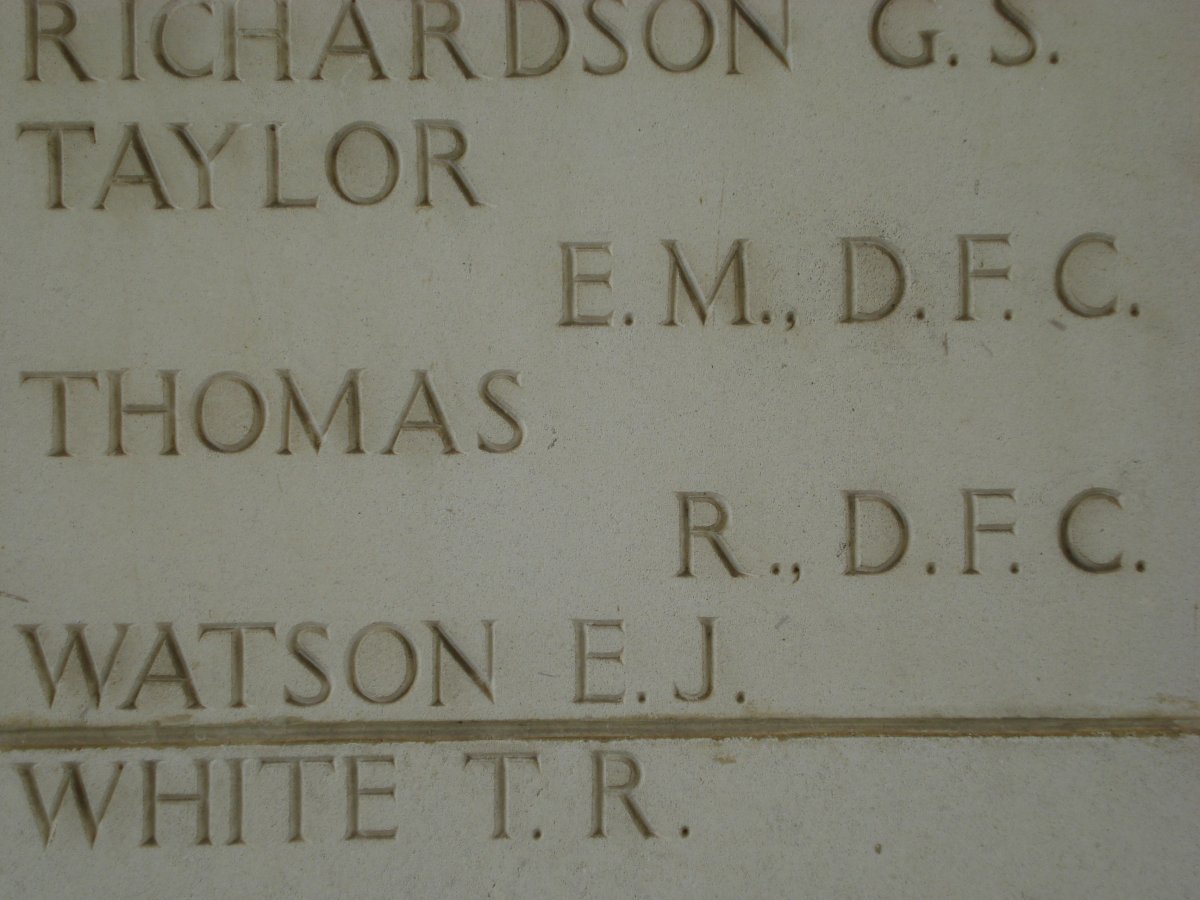 RICHARDSON G.S.
TAYLOR
E.M., D.F.C.
THOMAS
R., D.F.C.
WATSON E.J.
WHITE T.R.